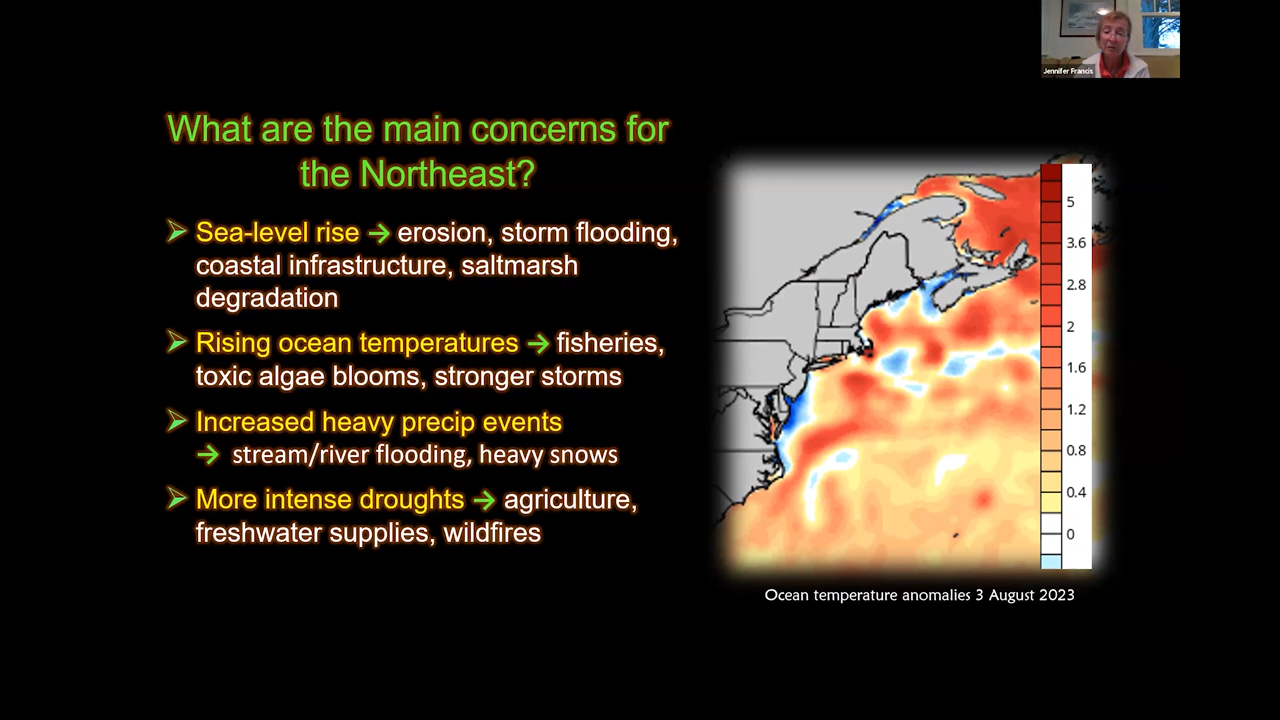 Jennifer Francis
What are the main concerns for
the Northeast?
Sea-level rise → erosion, storm flooding,
coastal infrastructure, saltmarsh
degradation
Rising ocean temperatures → fisheries,
toxic algae blooms, stronger storms
Increased heavy precip events
→ stream/river flooding, heavy snows
More intense droughts → agriculture,
freshwater supplies, wildfires
5
3.6
2.8
2
1.6
1.2
0.8
0.4
0
Ocean temperature anomalies 3 August 2023